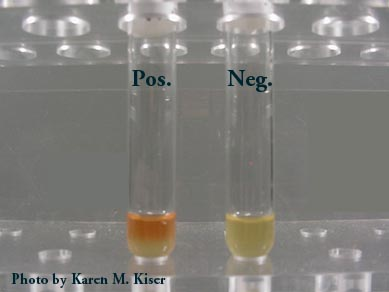 Pos. Neg.
Photo by Karen M. Kiser